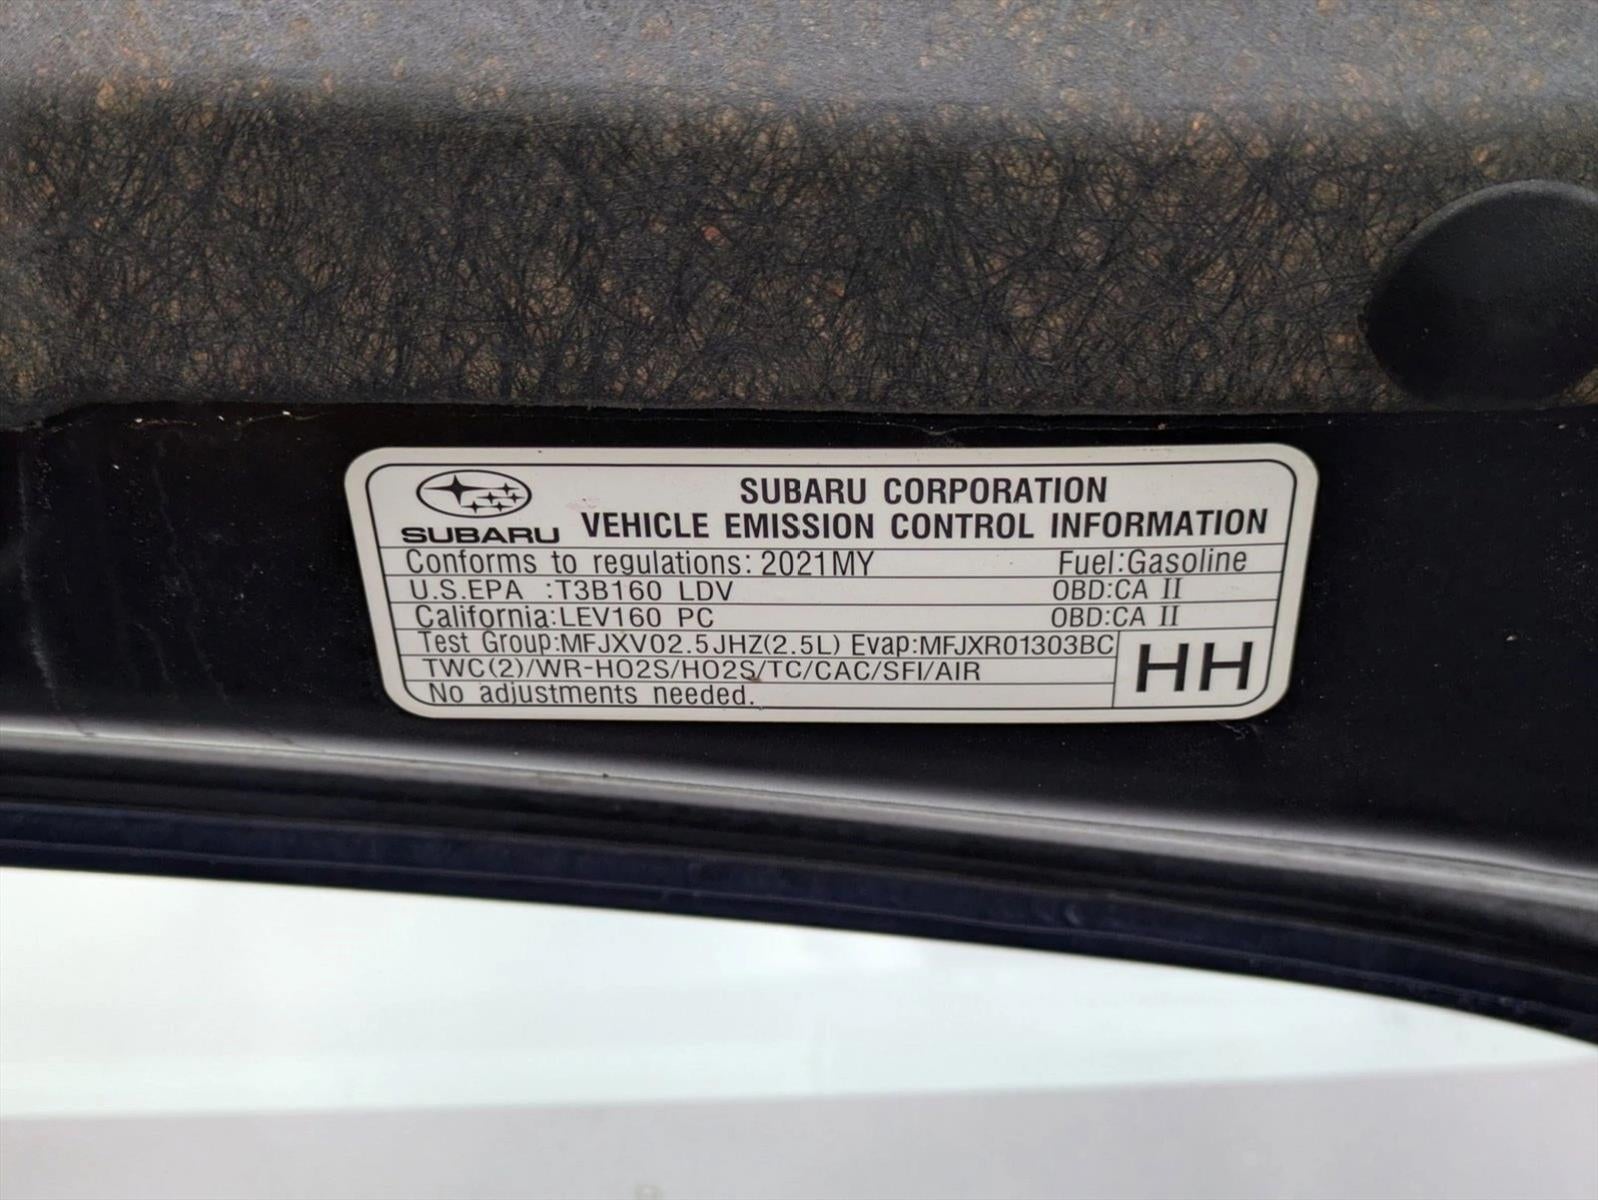 SUBARU CORPORATION
SUBARU VEHICLE EMISSION CONTROL INFORMATION
Conforms to regulations: 2021MY Fuel:Gasoline
U.S.EPA :T3B160 LDV OBD:CA II
California:LEV160 PC OBD:CA II
Test Group:MFJXV02.5JHZ(2.5L) Evap:MFJXR01303BC
TWC(2)/WR-HO2S/HO2S/TC/CAC/SFI/AIR
HH
No adjustments needed.